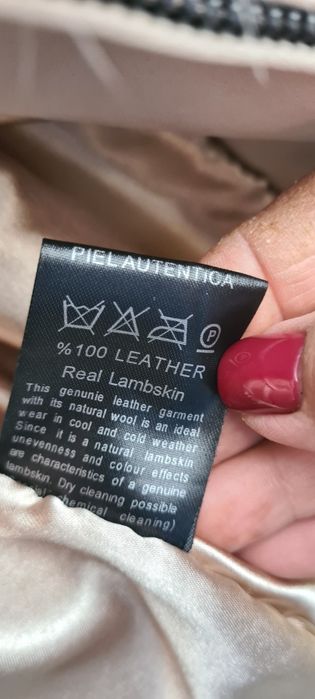 PIEL AUTENTICA
P
% 100 LEATHER
Real Lambskin
This genunie leather garment
with its natural wool is an ideal
wear in cool and cold weather
Since it is a natural lambskin
unevenness and colour effects
are characteristics of a genuine
lambskin. Dry cleaning possible
chemical cleaning)